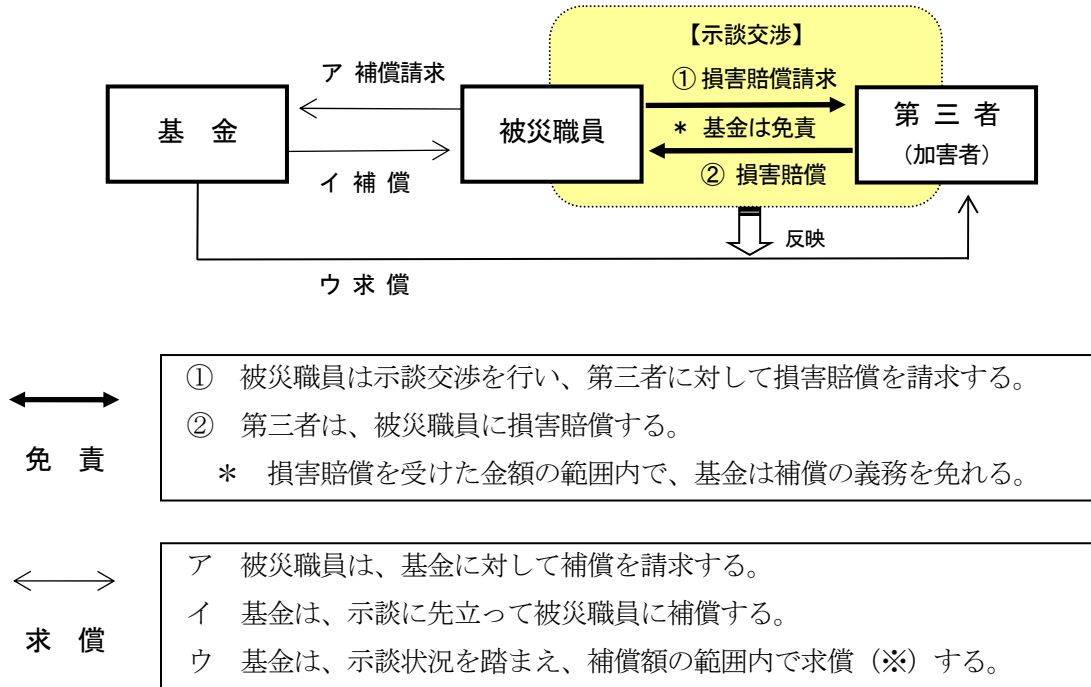 【示談交渉】
ア 補償請求
① 損害賠償請求
基 金
被災職員
* 基金は免責
第 三 者
(加害者)
イ 補 償
② 損害賠償
反映
ウ 求 償
① 被災職員は示談交渉を行い、第三者に対して損害賠償を請求する。
② 第三者は、被災職員に損害賠償する。
* 損害賠償を受けた金額の範囲内で、基金は補償の義務を免れる。
免 責
ア 被災職員は、基金に対して補償を請求する。
イ 基金は、示談に先立って被災職員に補償する。
ウ 基金は、示談状況を踏まえ、補償額の範囲内で求償(※)する。
求 償